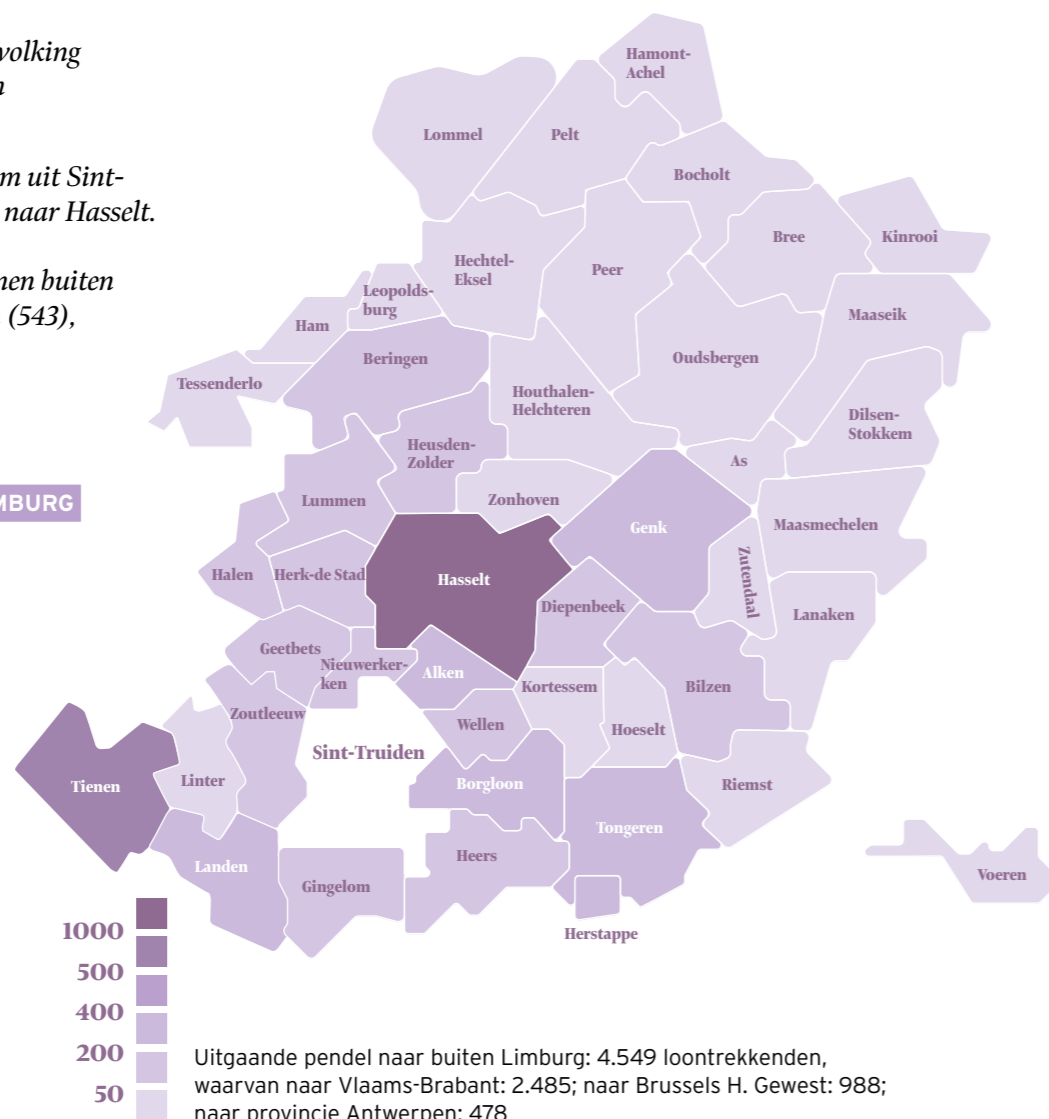 volking
n
m uit Sint-
naar Hasselt.
nen buiten
(543),
MBURG
Hamont-
Achel
Lommel
Pelt
Bocholt
Bree
Kinrooi
Hechtel-
Eksel
Peer
Leopolds-
burg
Ham
Maaseik
Beringen
Oudsbergen
Tessenderlo
Houthalen-
Helchteren
Dilsen-
Stokkem
Heusden-
Zolder
As
Lummen
Zonhoven
Genk
Maasmechelen
Halen
Herk-de Stad
Hasselt
Zutendaal
Diepenbeek
Lanaken
Geetbets
Nieuwerker-
ken
Alken
Kortessem
Bilzen
Zoutleeuw
Wellen
Hoeselt
Sint-Truiden
Tienen
Linter
Borgloon
Riemst
Tongeren
Landen
Heers
Gingelom
Voeren
Herstappe
1000
500
400
200
50
Uitgaande pendel naar buiten Limburg: 4.549 loontrekkenden,
waarvan naar Vlaams-Brabant: 2.485; naar Brussels H. Gewest: 988;
naar provincie Antwerpen: 478